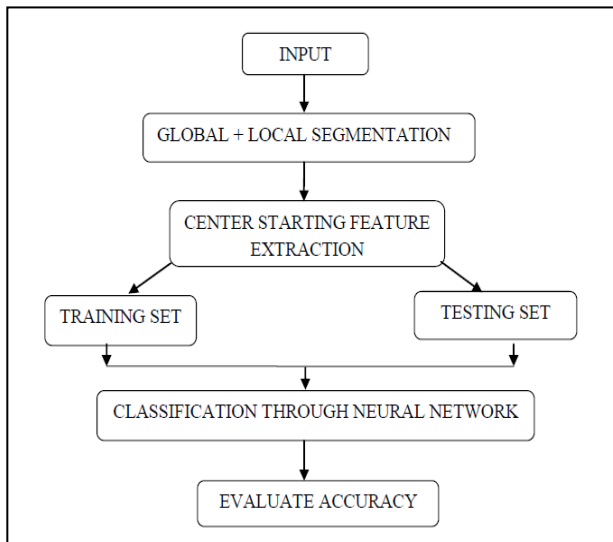 INPUT
GLOBAL + LOCAL SEGMENTATION
CENTER STARTING FEATURE
EXTRACTION
TRAINING SET
TESTING SET
CLASSIFICATION THROUGH NEURAL NETWORK
EVALUATE ACCURACY